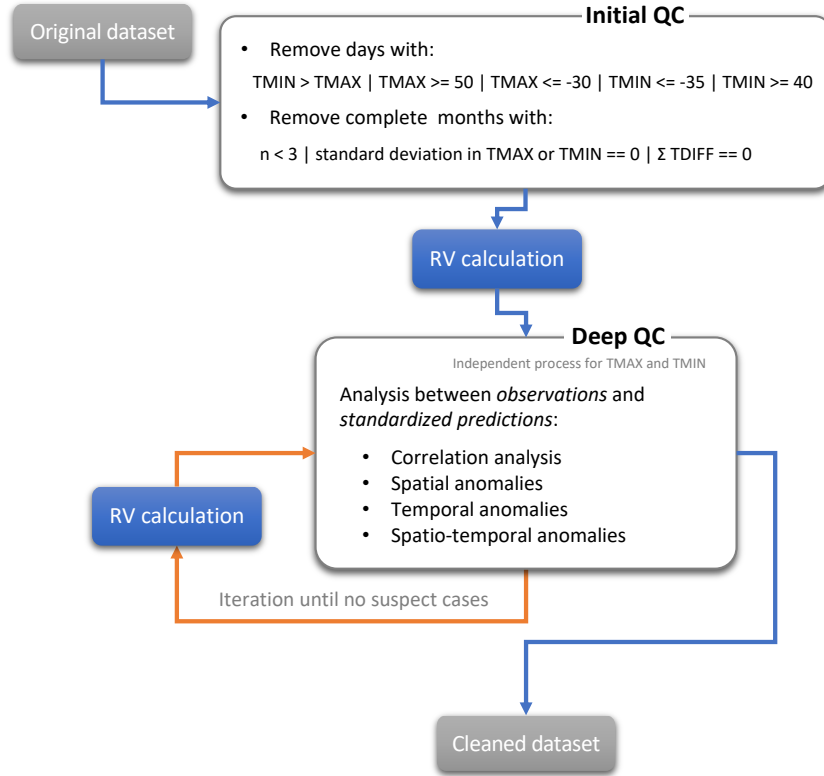 Original dataset
Initial QC
• Remove days with:
TMIN > TMAX | TMAX >= 50 | TMAX <= -30 | TMIN <= -35 | TMIN >= 40
• Remove complete months with:
n < 3 | standard deviation in TMAX or TMIN == 0 | Σ TDIFF == 0
RV calculation
Deep QC
Independent process for TMAX and TMIN
Analysis between observations and
standardized predictions:
• Correlation analysis
• Spatial anomalies
• Temporal anomalies
• Spatio-temporal anomalies
RV calculation
Iteration until no suspect cases
Cleaned dataset